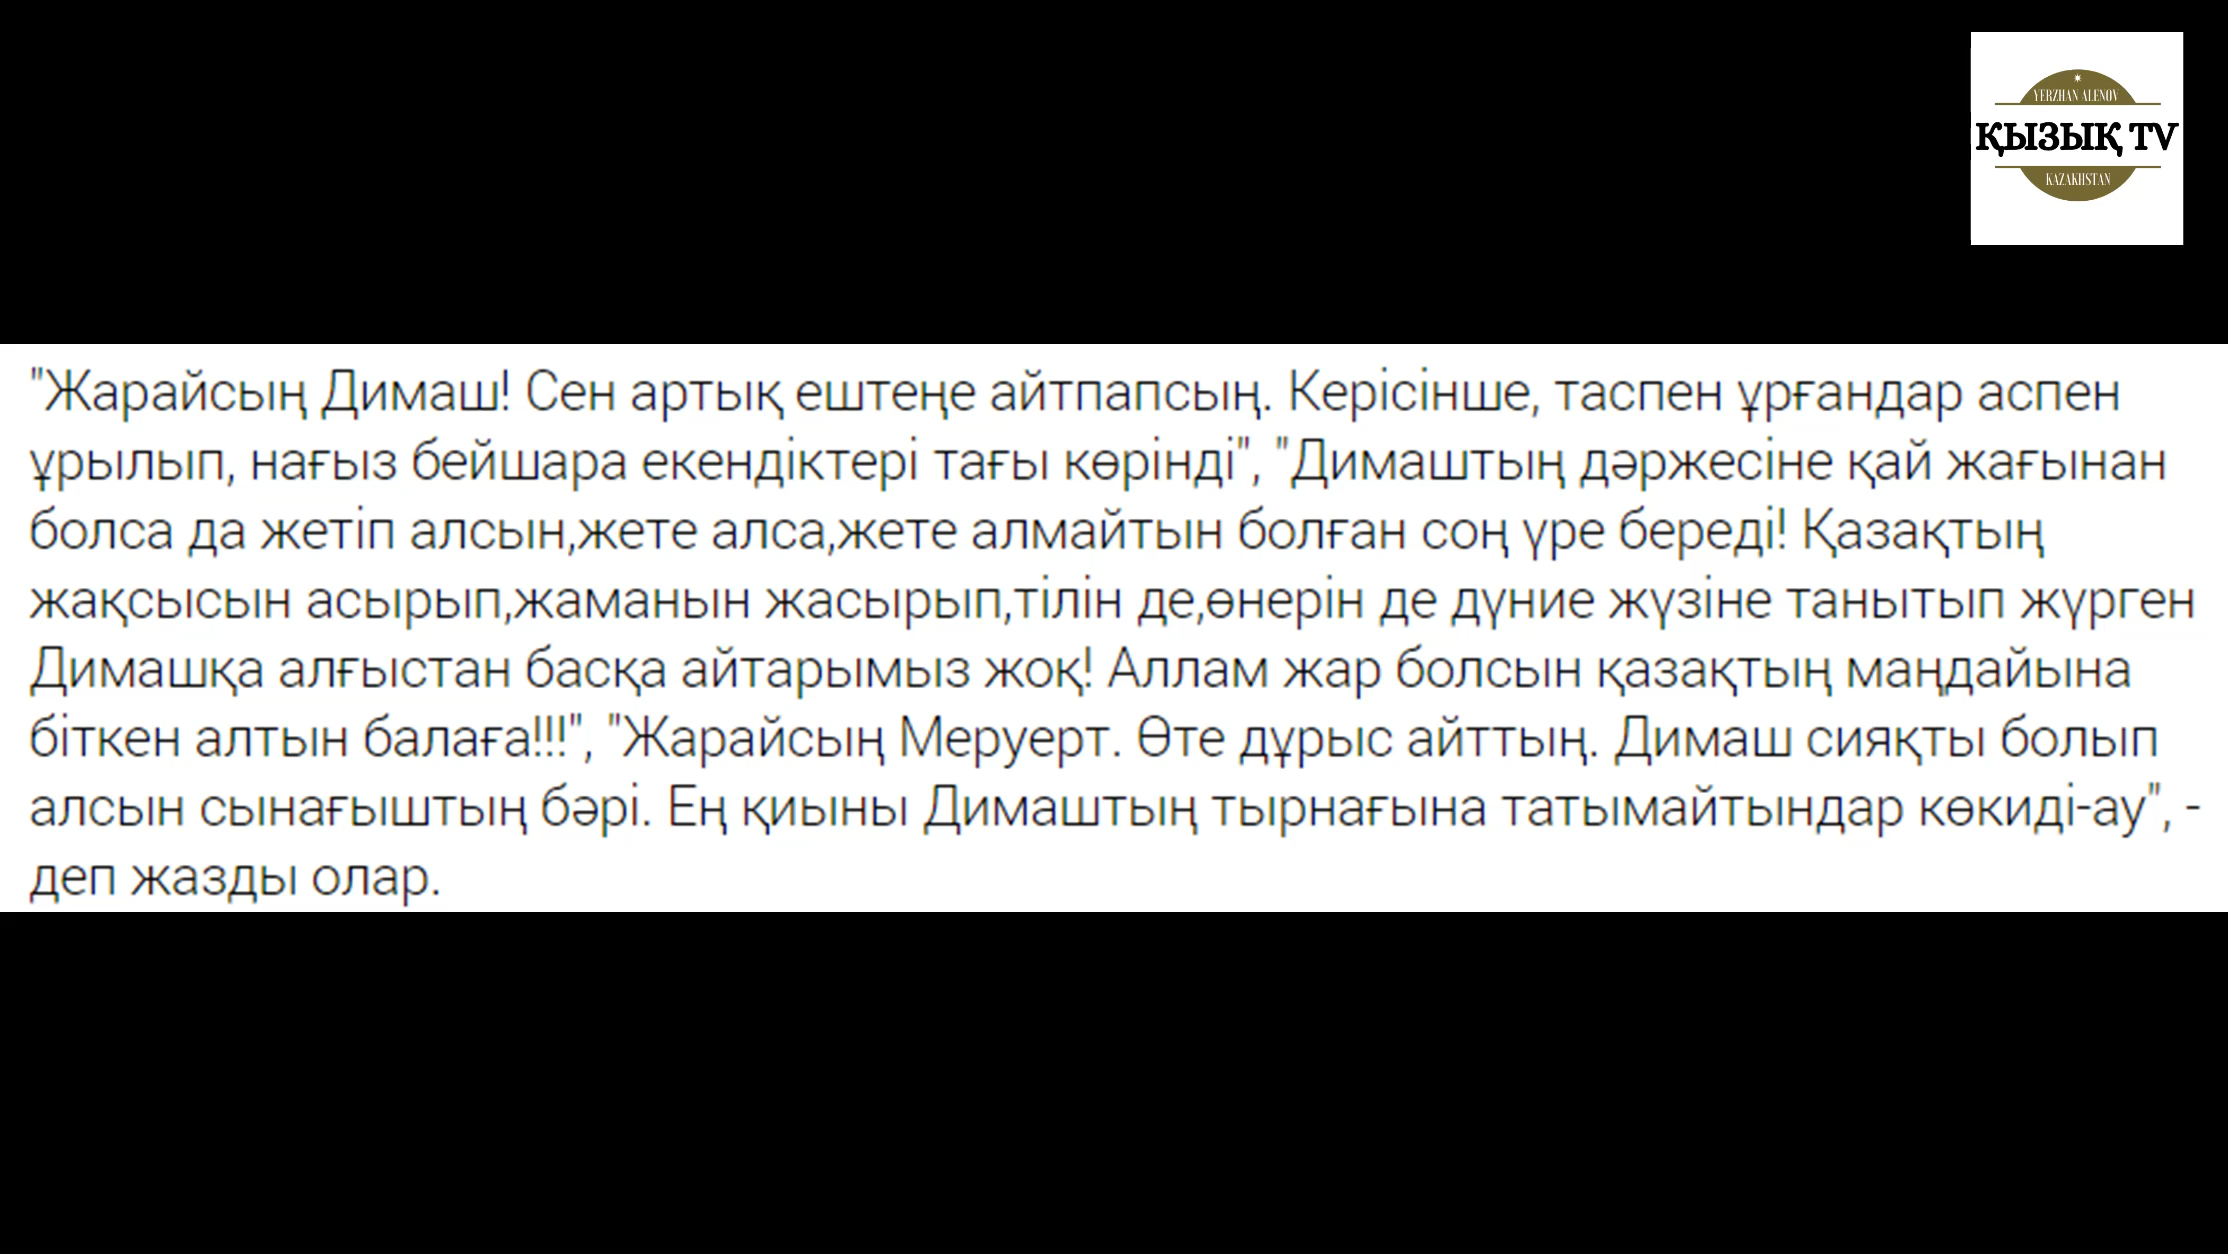 YERZHAN ALENOV
ҚЫЗЫҚ TV
KAZAKHSTAN
"Жарайсың Димаш! Сен артық ештеңе айтпапсың. Керісінше, таспен ұрғандар аспен
ұрылып, нағыз бейшара екендіктері тағы көрінді", "Димаштың дәржесіне қай жағынан
болса да жетіп алсын,жете алса,жете алмайтын болған соң үре береді! Қазақтың
жақсысын асырып,жаманын жасырып,тілін де,өнерін де дүние жүзіне танытып жүрген
Димашқа алғыстан басқа айтарымыз жоқ! Аллам жар болсын қазақтың маңдайына
біткен алтын балаға!!!", "Жарайсың Меруерт. Өте дұрыс айттың. Димаш сияқты болып
алсын сынағыштың бәрі. Ең қиыны Димаштың тырнағына татымайтындар көкиді-ау", -
деп жазды олар.